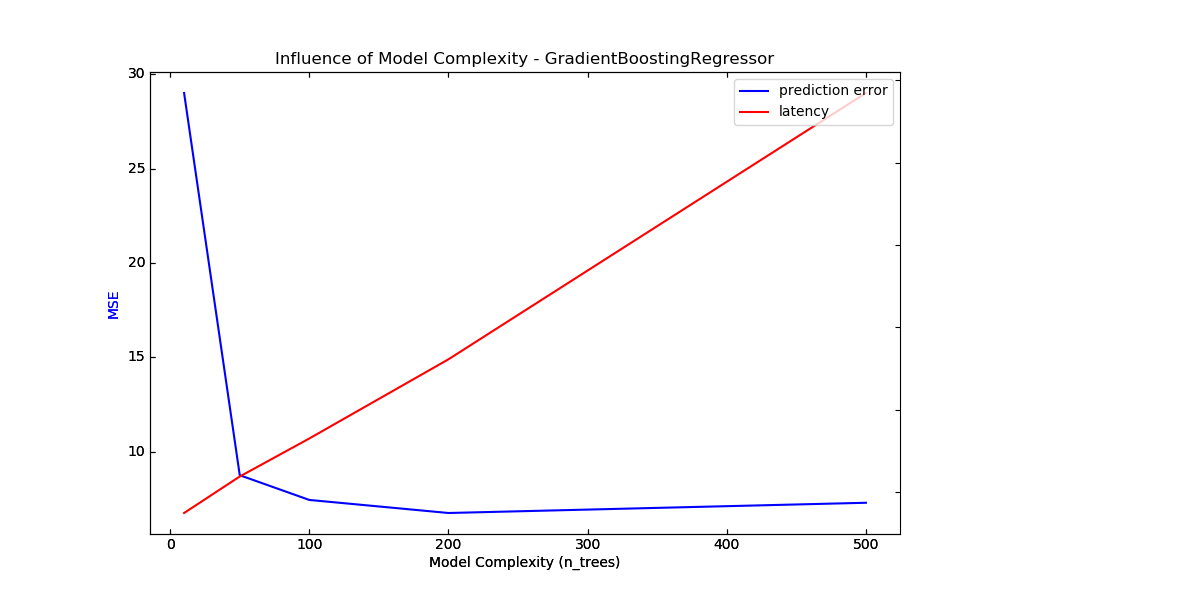 Influence of Model Complexity - GradientBoostingRegressor
prediction error
latency
30
25
20
15
10
MSE
0 100 200 300 400 500
Model Complexity (n_trees)